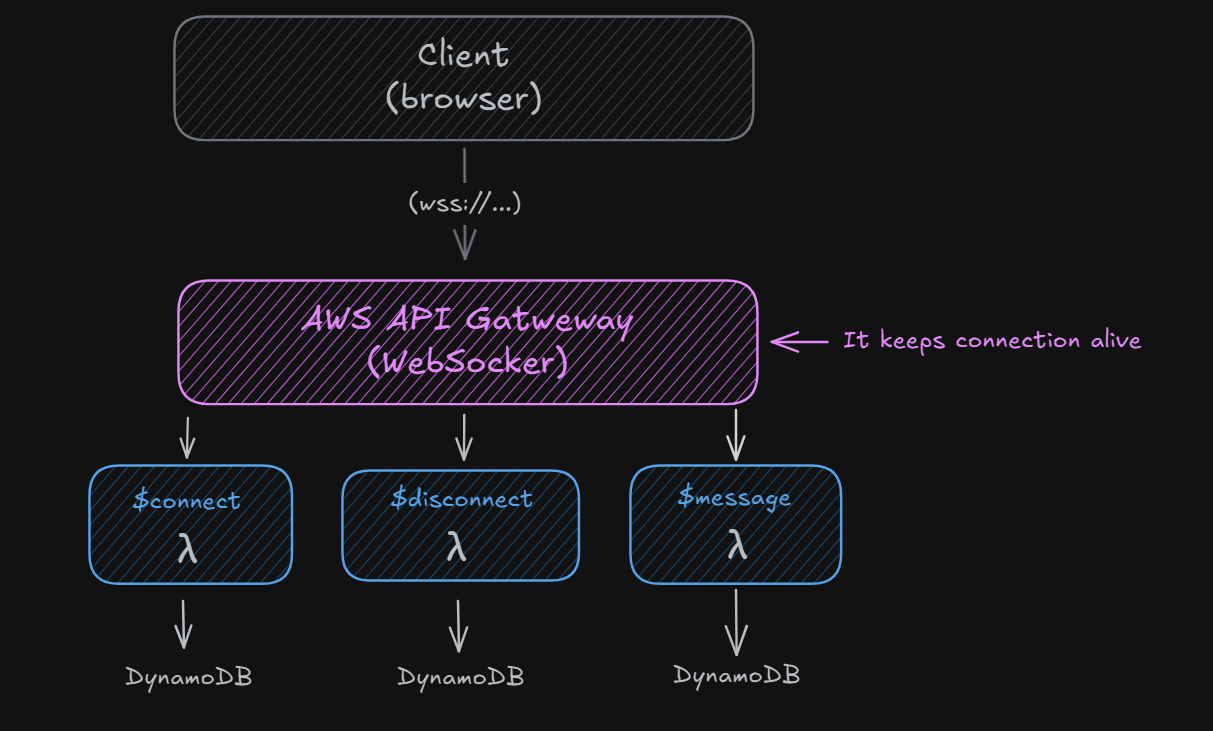 Client
(browser)
(wss://...)
AWS API Gatweway
(WebSocker)
It keeps connection alive
$connect
λ
$disconnect
λ
$message
λ
DynamoDB
DynamoDB
DynamoDB